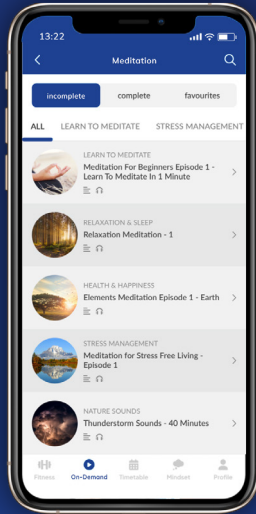 13:22
Meditation
incomplete complete favourites
ALL LEARN TO MEDITATE STRESS MANAGEMENT
LEARN TO MEDITATE
Meditation For Beginners Episode 1 -
Learn To Meditate In 1 Minute
RELAXATION & SLEEP
Relaxation Meditation - 1
HEALTH & HAPPINESS
Elements Meditation Episode 1 - Earth
STRESS MANAGEMENT
Meditation for Stress Free Living -
Episode 1
NATURE SOUNDS
Thunderstorm Sounds - 40 Minutes
Fitness On-Demand Timetable Mindset Profile